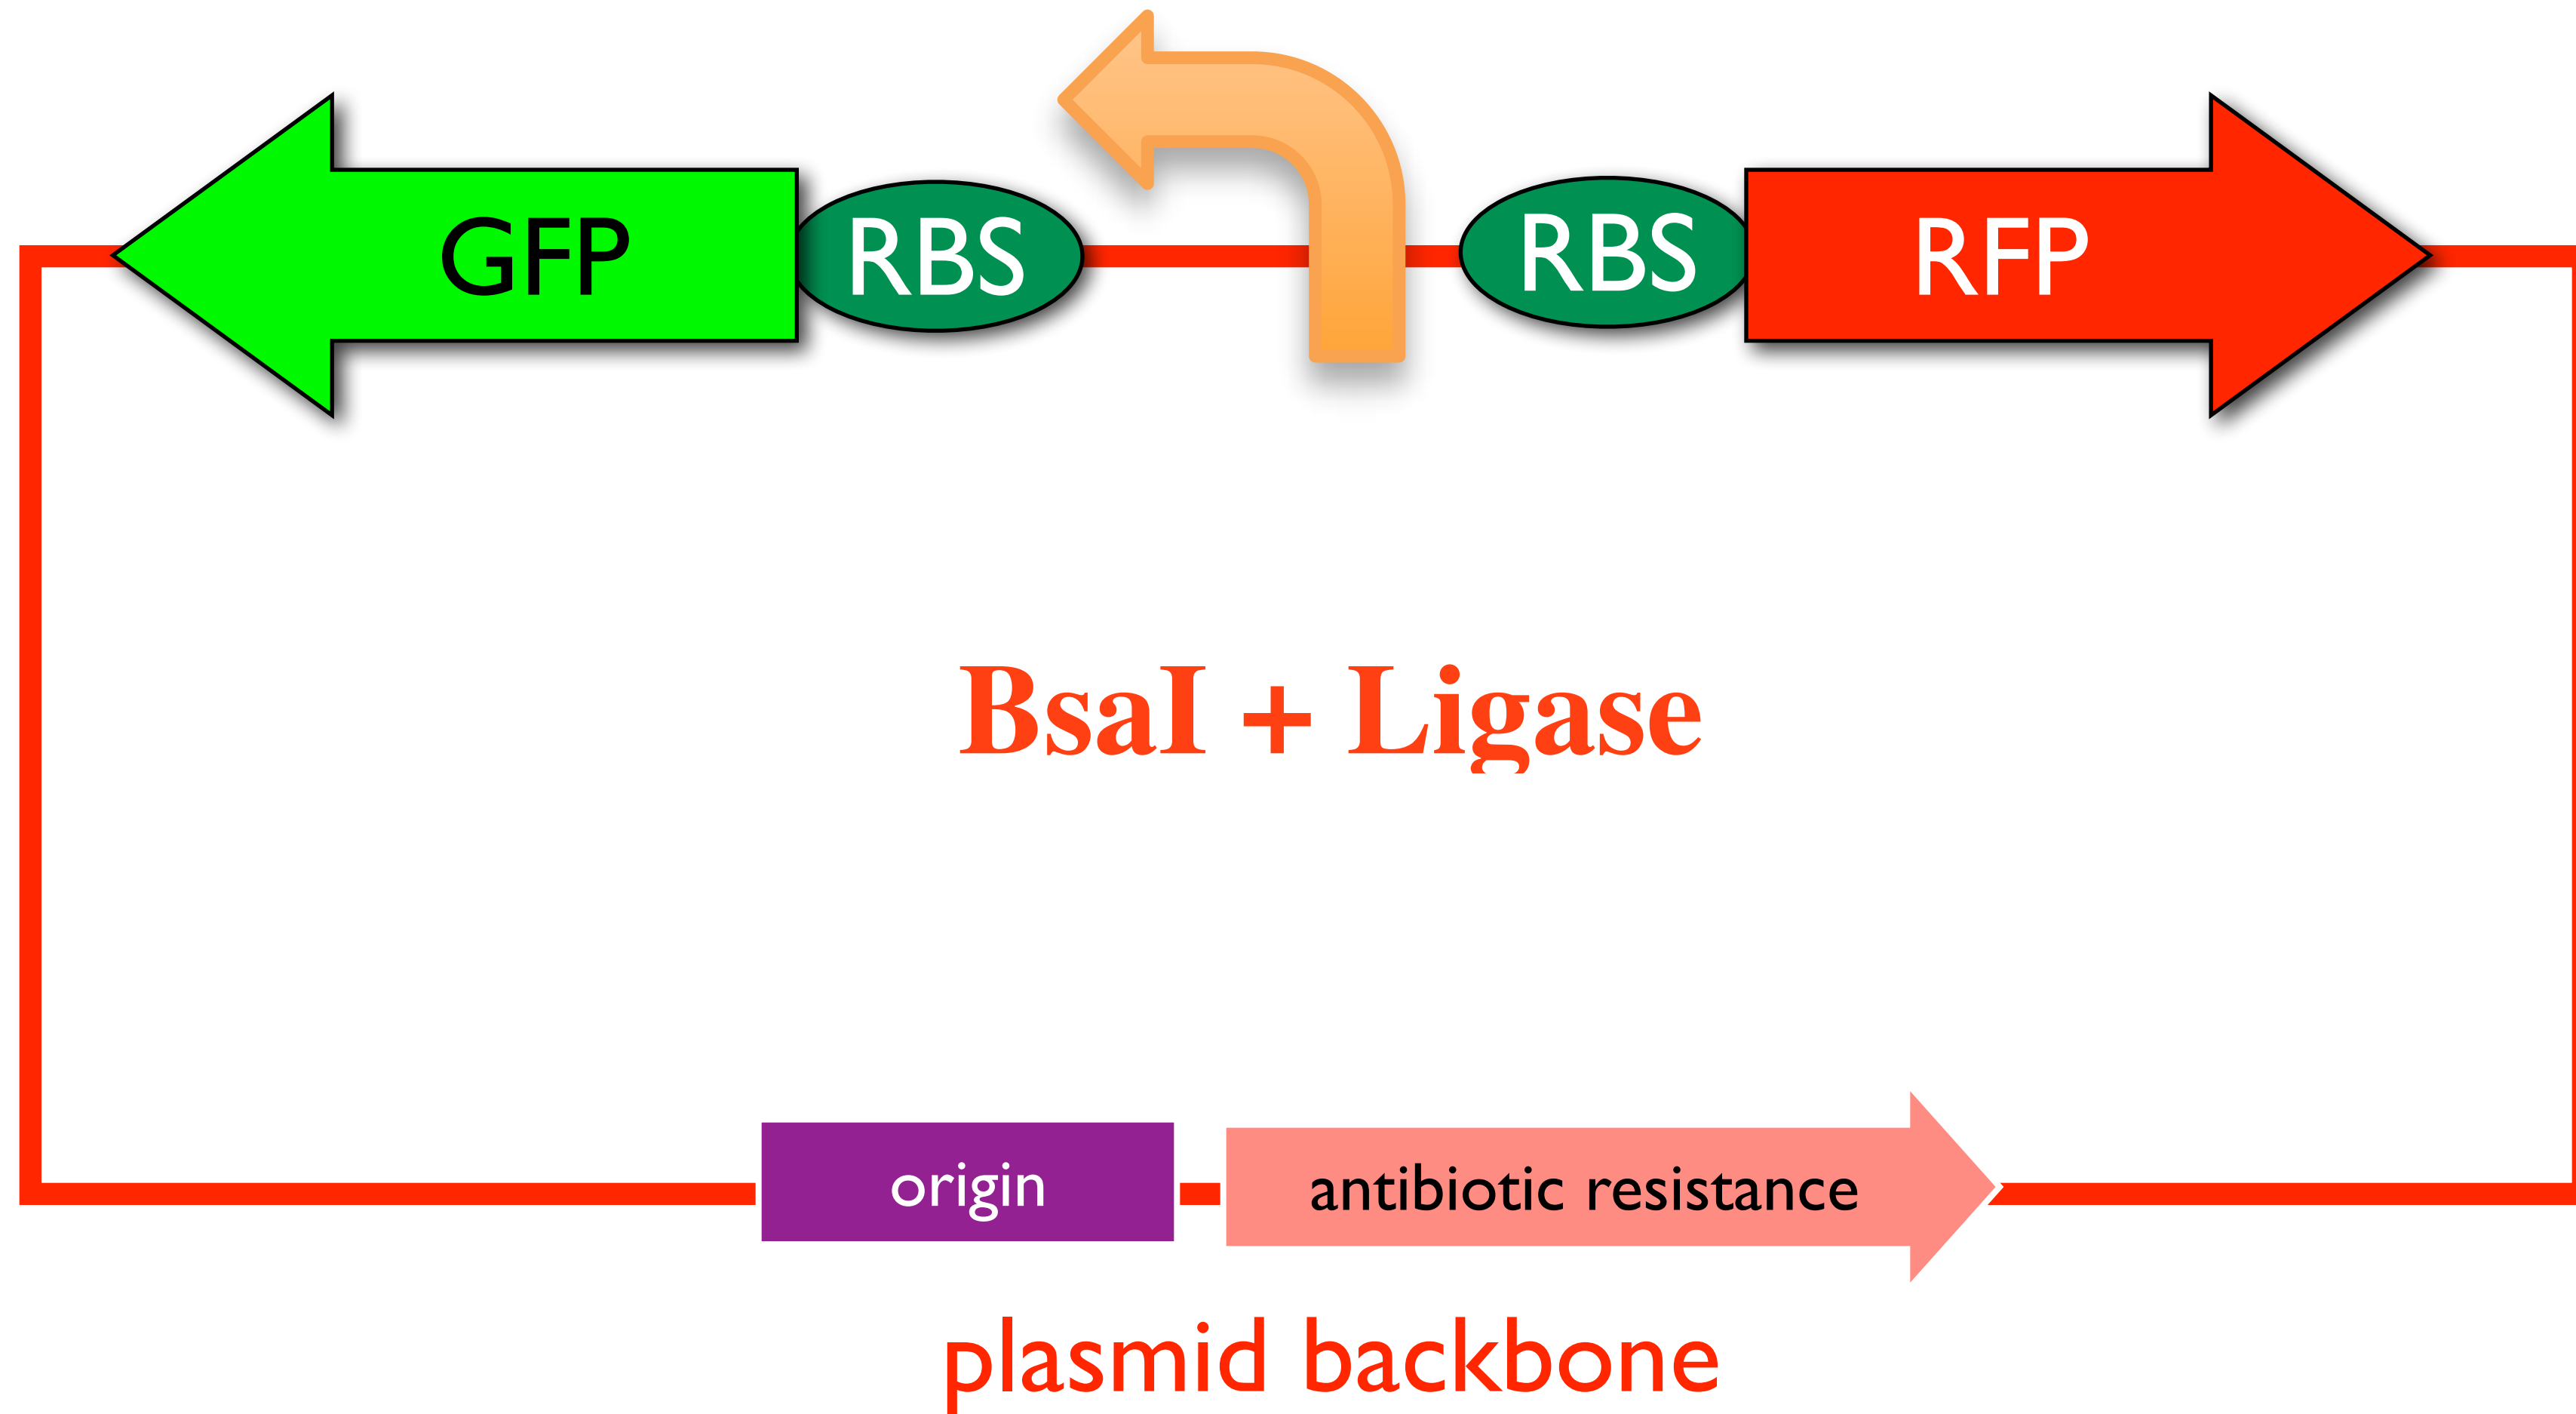 GFP RBS RBS RFP
BsaI + Ligase
origin antibiotic resistance
plasmid backbone